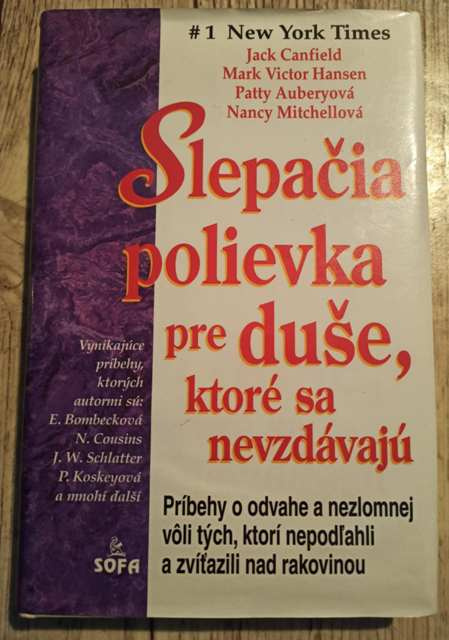 #1 New York Times
Jack Canfield
Mark Victor Hansen
Patty Auberyová
Nancy Mitchellová
Slepačia
polievka
pre duše,
ktoré sa
nevzdávajú
Vynikajúce
príbehy,
ktorých
autormi sú:
E. Bombecková
N. Cousins
J. W. Schlatter
P. Koskeyová
a mnohí ďalší
Príbehy o odvahe a nezlomnej
vôli tých, ktorí nepodľahli
a zvíťazili nad rakovinou
SOFA